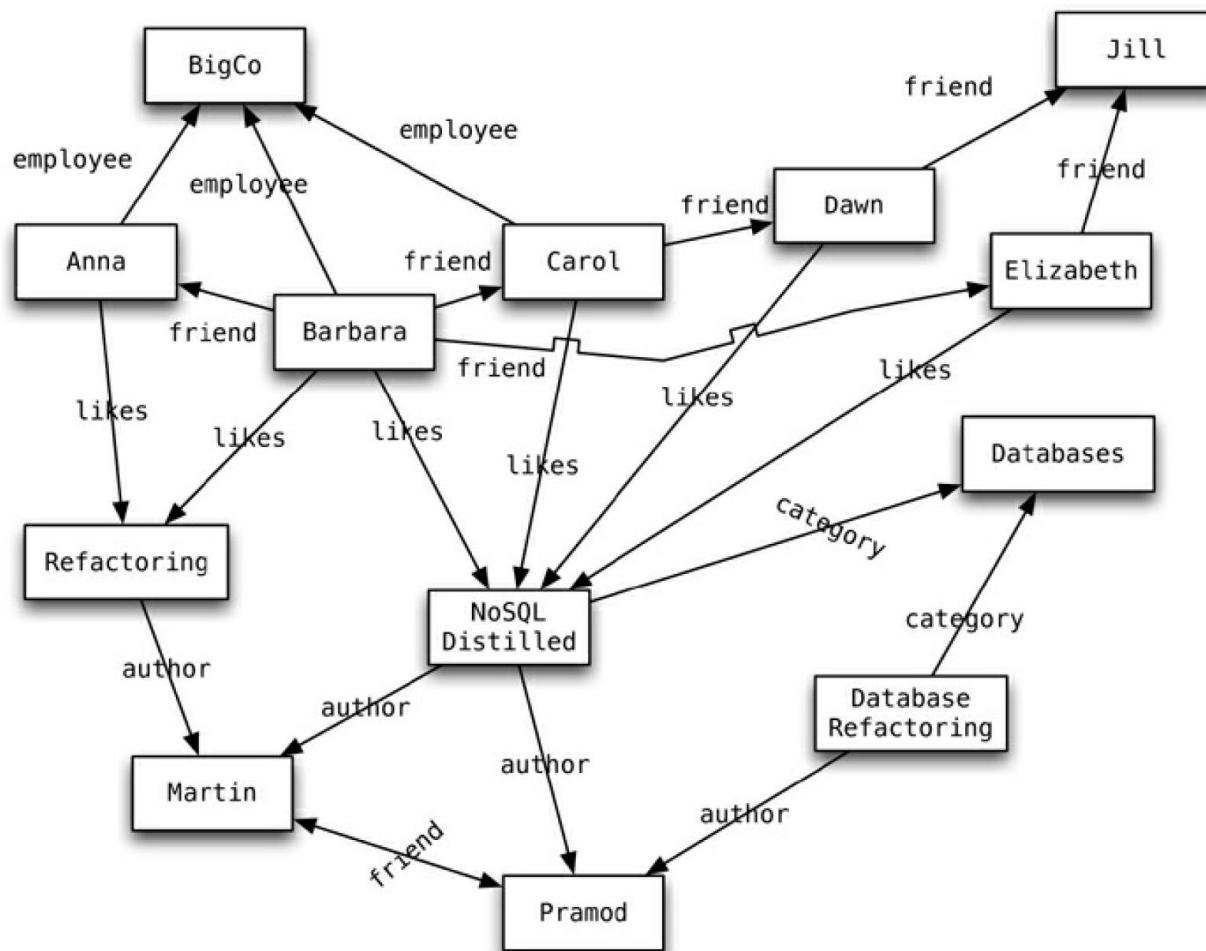 BigCo
Jill
friend
employee
employee
employee
friend
Dawn
friend
Anna
friend
Carol
Elizabeth
friend
Barbara
friend
likes
likes
likes
likes
likes
likes
Databases
category
Refactoring
NoSQL
Distilled
category
author
author
Database
Refactoring
author
Martin
author
friend
Pramod